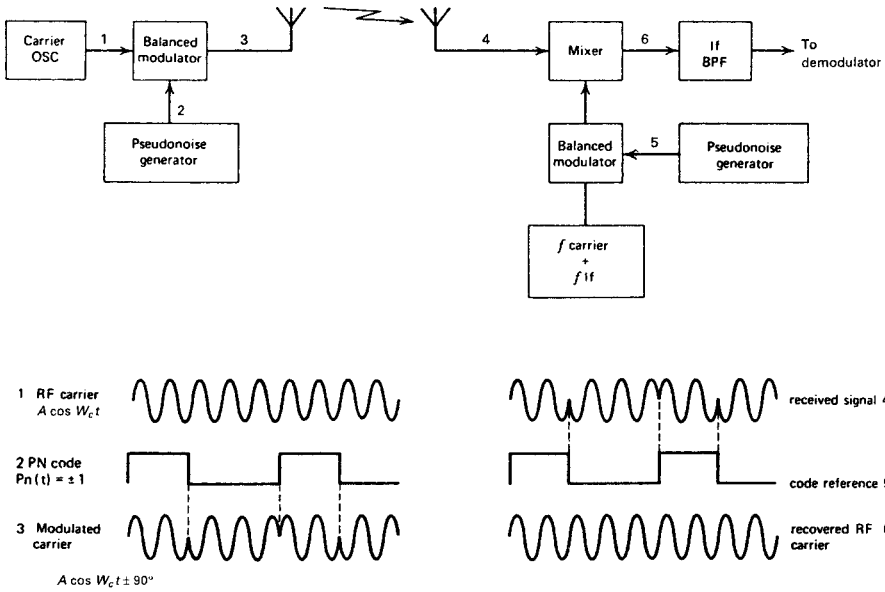 Carrier
OSC
1
Balanced
modulator
3
2
Pseudonoise
generator
4
Mixer
6
If
BPF
To
demodulator
Balanced
modulator
5
Pseudonoise
generator
f carrier
+
f if
1 RF carrier
A cos W_c t
2 PN code
Pn(t) = ± 1
3 Modulated
carrier
A cos W_c t ± 90°
received signal 4
code reference 5
recovered RF
carrier